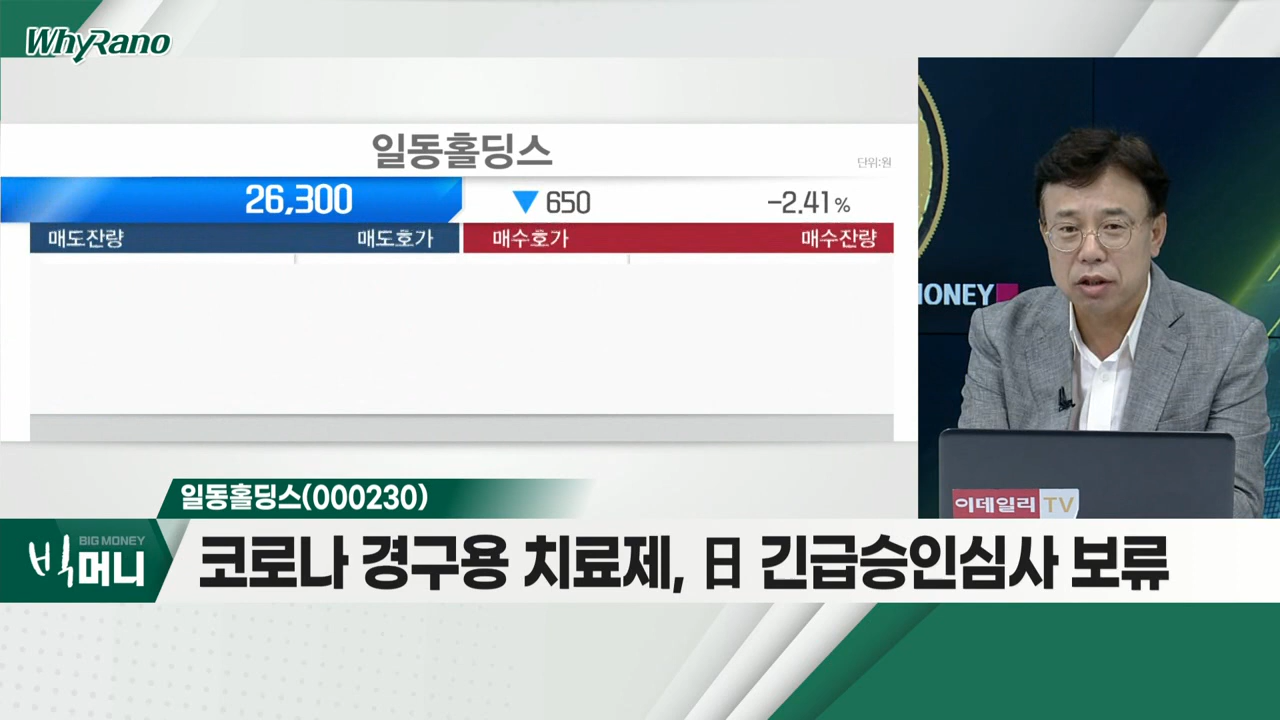 WhyRano
일동홀딩스
단위:원
26,300 ▼ 650 -2.41%
매도잔량 매도호가 매수호가 매수잔량
MONEY
이데일리 TV
일동홀딩스(000230)
BIG MONEY
빅머니
코로나 경구용 치료제, 日 긴급승인심사 보류